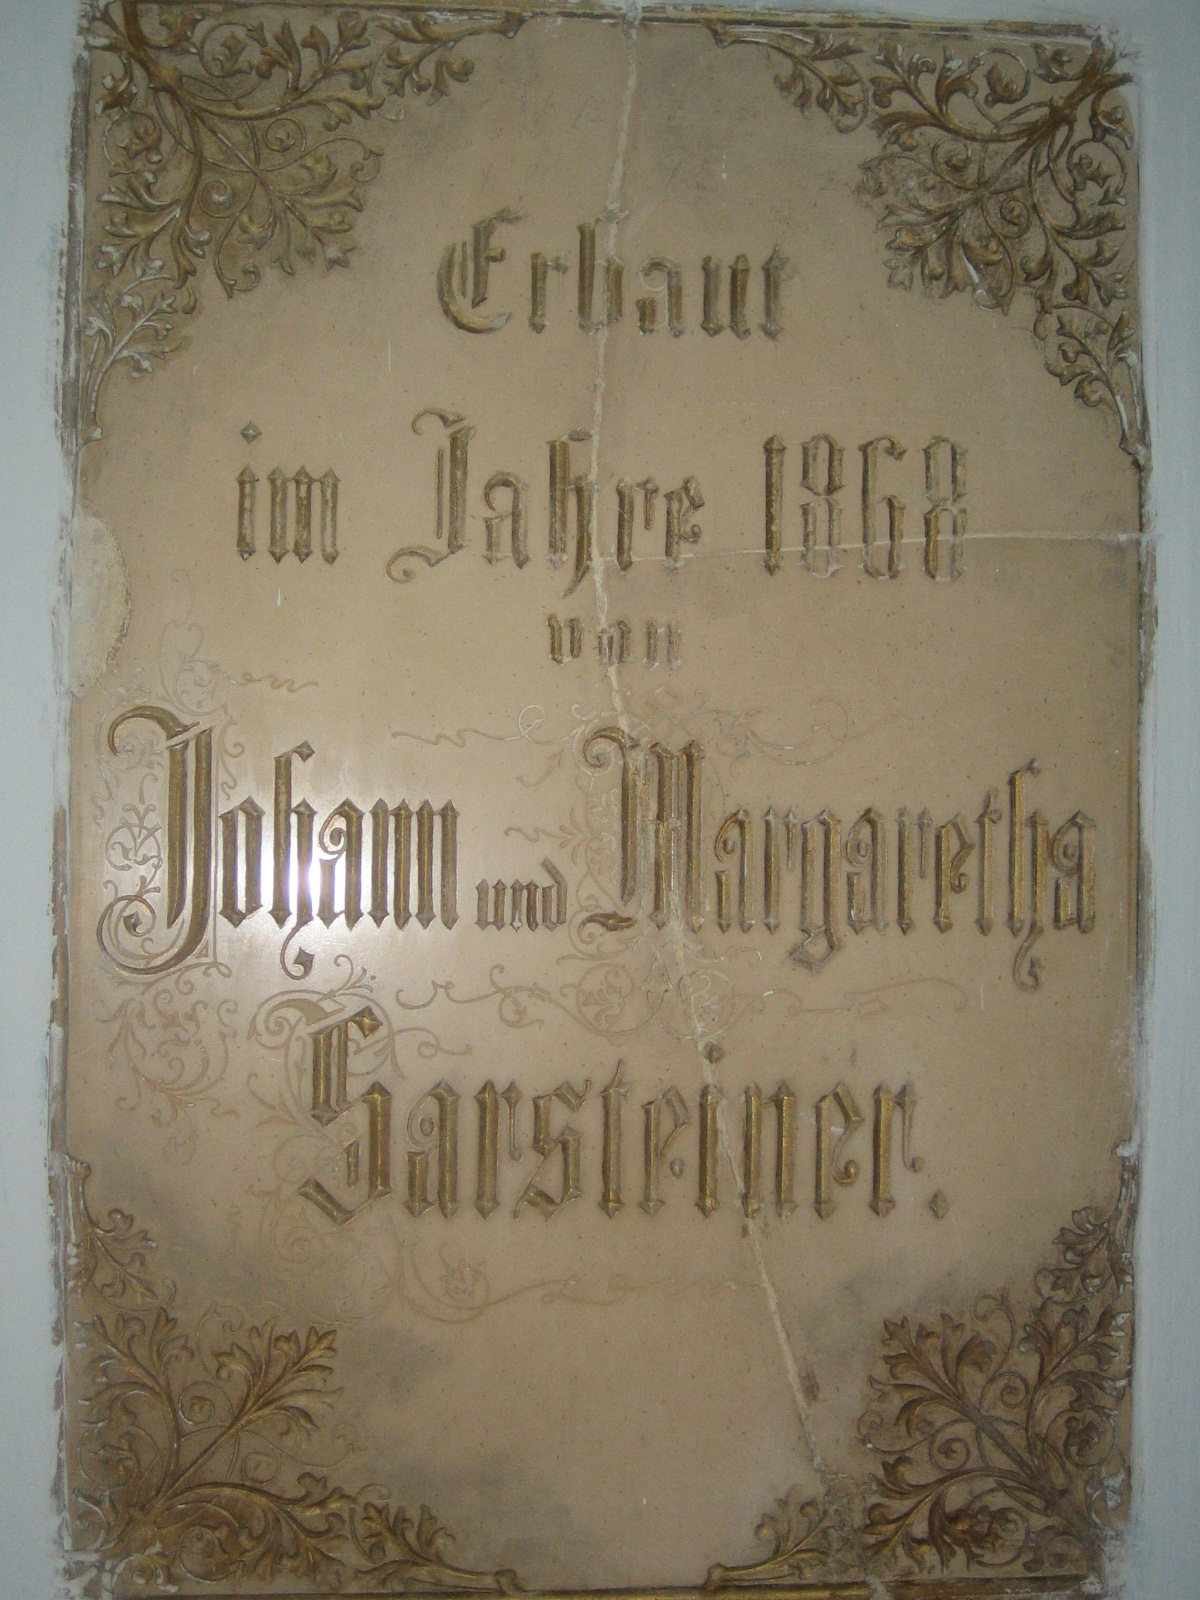 Erbaut
im Jahre 1868
von
Johann und Margaretha
Sarsteiner.